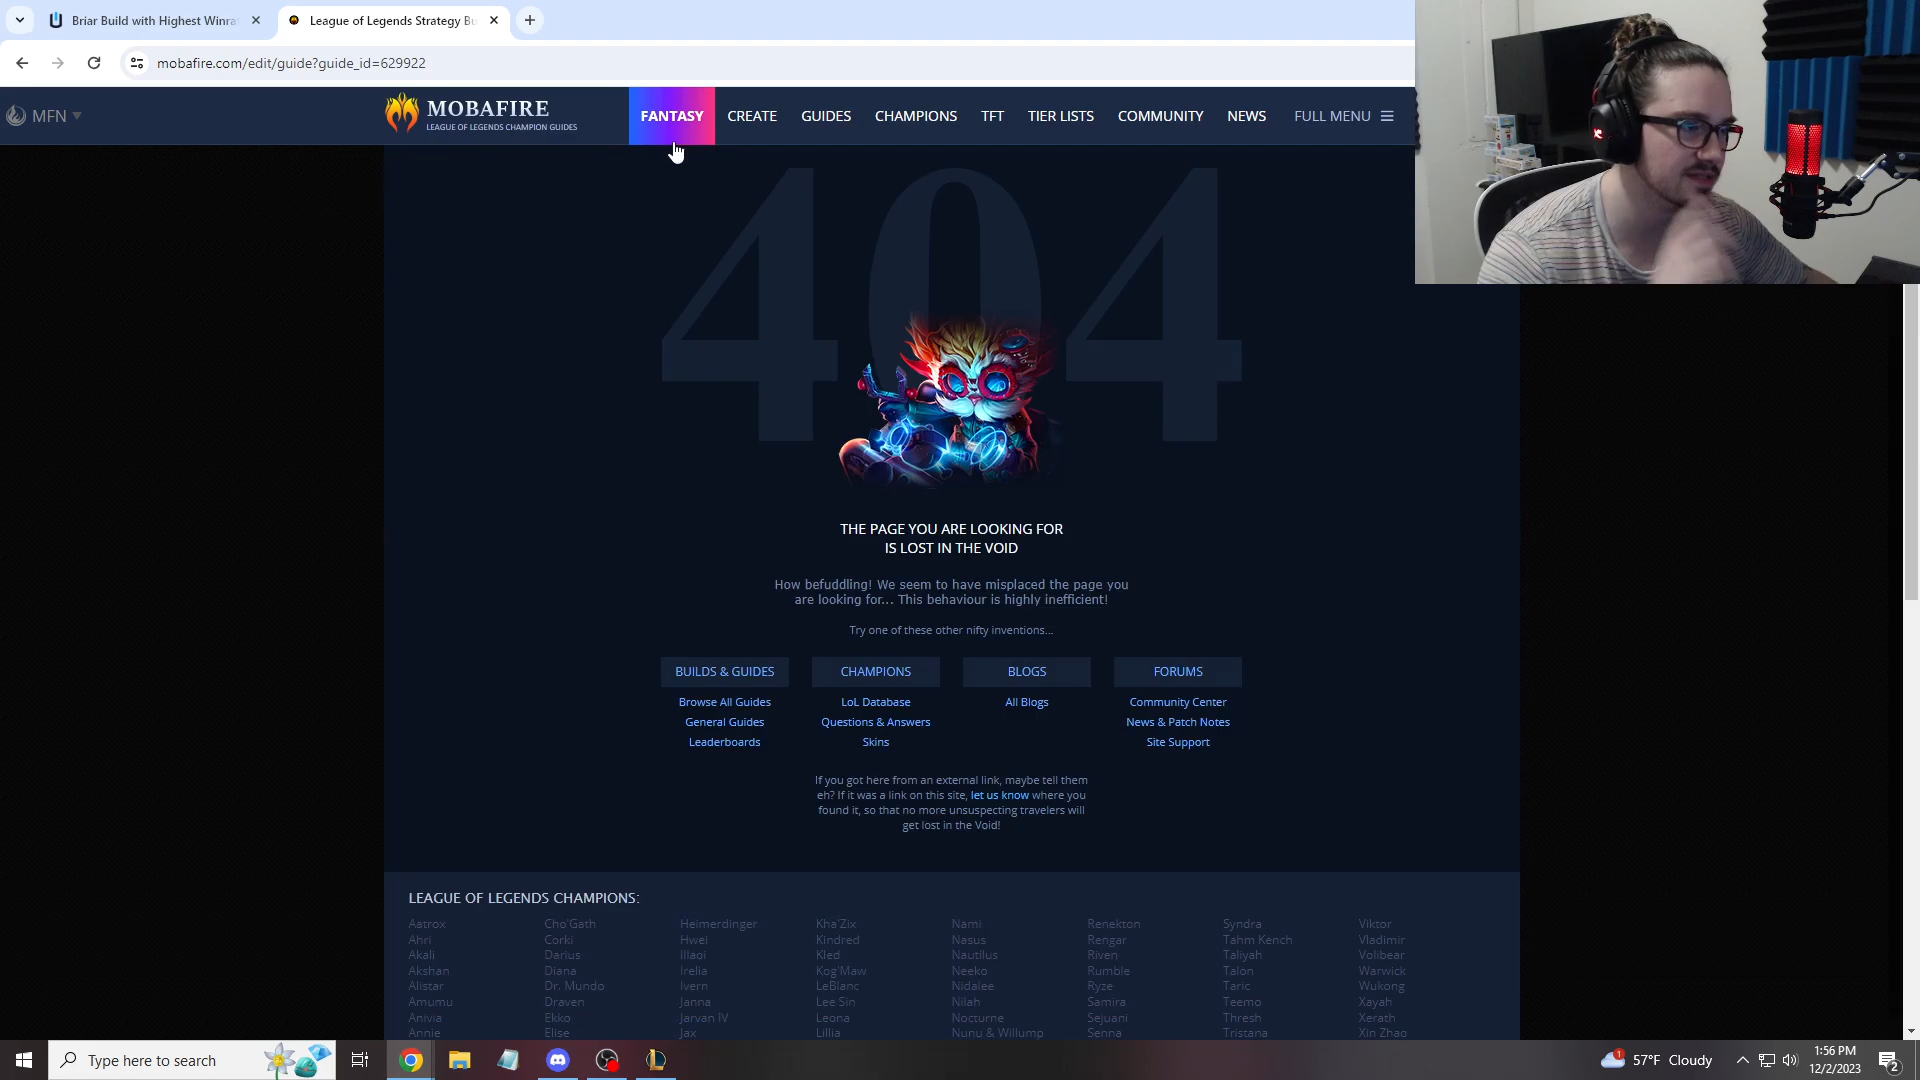 Briar Build with Highest Winra
League of Legends Strategy Bu
mobafire.com/edit/guide?guide_id=629922
MFN
MOBAFIRE
LEAGUE OF LEGENDS CHAMPION GUIDES
FANTASY CREATE GUIDES CHAMPIONS TFT TIER LISTS COMMUNITY NEWS FULL MENU
404
THE PAGE YOU ARE LOOKING FOR
IS LOST IN THE VOID
How befuddling! We seem to have misplaced the page you
are looking for... This behaviour is highly inefficient!
Try one of these other nifty inventions...
BUILDS & GUIDES CHAMPIONS BLOGS FORUMS
Browse All Guides LoL Database All Blogs Community Center
General Guides Questions & Answers News & Patch Notes
Leaderboards Skins Site Support
If you got here from an external link, maybe tell them
eh? If it was a link on this site, let us know where you
found it, so that no more unsuspecting travelers will
get lost in the Void!
LEAGUE OF LEGENDS CHAMPIONS:
Aatrox Cho'Gath Heimerdinger Kha'Zix Nami Renekton Syndra Viktor
Ahri Corki Hwei Kindred Nasus Rengar Tahm Kench Vladimir
Akali Darius Illaoi Kled Nautilus Riven Taliyah Volibear
Akshan Diana Irelia Kog'Maw Neeko Rumble Talon Warwick
Alistar Dr. Mundo Ivern LeBlanc Nidalee Ryze Taric Wukong
Amumu Draven Janna Lee Sin Nilah Samira Teemo Xayah
Anivia Ekko Jarvan IV Leona Nocturne Sejuani Thresh Xerath
Annie Elise Jax Lillia Nunu & Willump Senna Tristana Xin Zhao
Type here to search
1
57°F Cloudy
1:56 PM
12/2/2023
2